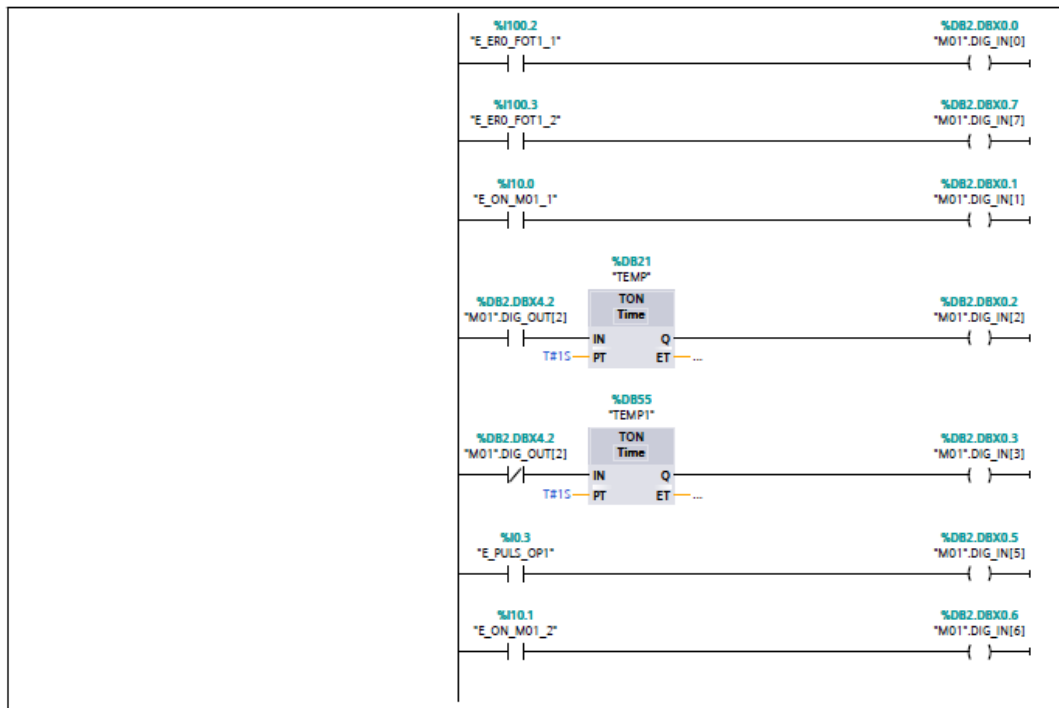 %I100.2
"E_ER0_FOT1_1"
%DB2.DBX0.0
"M01".DIG_IN[0]
%I100.3
"E_ER0_FOT1_2"
%DB2.DBX0.7
"M01".DIG_IN[7]
%I10.0
"E_ON_M01_1"
%DB2.DBX0.1
"M01".DIG_IN[1]
%DB21
"TEMP"
%DB2.DBX4.2
"M01".DIG_OUT[2]
TON
Time
%DB2.DBX0.2
"M01".DIG_IN[2]
IN Q
T#1S PT ET ...
%DB55
"TEMP1"
%DB2.DBX4.2
"M01".DIG_OUT[2]
TON
Time
%DB2.DBX0.3
"M01".DIG_IN[3]
IN Q
T#1S PT ET ...
%I0.3
"E_PULS_OP1"
%DB2.DBX0.5
"M01".DIG_IN[5]
%I10.1
"E_ON_M01_2"
%DB2.DBX0.6
"M01".DIG_IN[6]